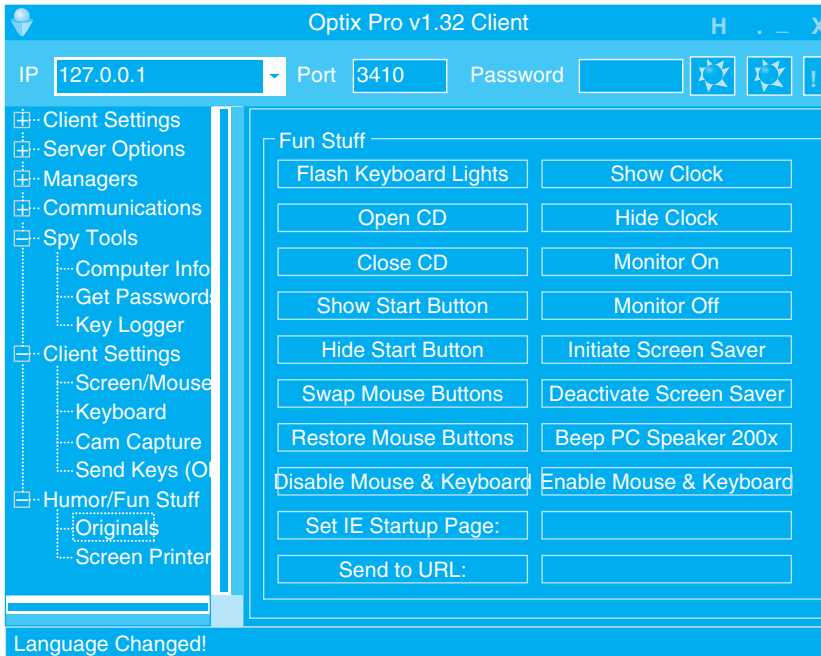 Optix Pro v1.32 Client H . _ X
IP 127.0.0.1 Port 3410 Password !
Client Settings
Server Options
Managers
Communications
Spy Tools
Computer Info
Get Passwords
Key Logger
Client Settings
Screen/Mouse
Keyboard
Cam Capture
Send Keys (Ol
Humor/Fun Stuff
Originals
Screen Printer
Fun Stuff
Flash Keyboard Lights Show Clock
Open CD Hide Clock
Close CD Monitor On
Show Start Button Monitor Off
Hide Start Button Initiate Screen Saver
Swap Mouse Buttons Deactivate Screen Saver
Restore Mouse Buttons Beep PC Speaker 200x
Disable Mouse & Keyboard Enable Mouse & Keyboard
Set IE Startup Page:
Send to URL:
Language Changed!